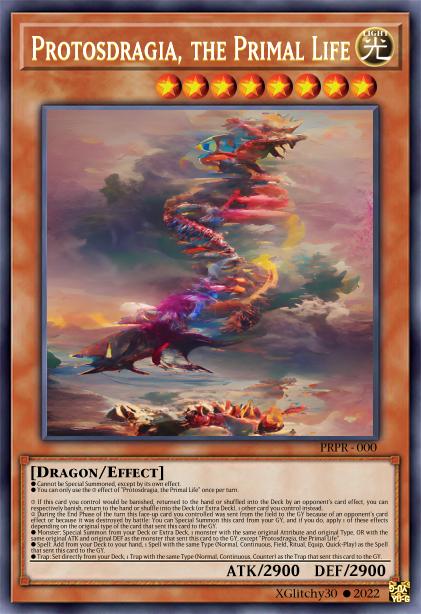 PROTOSDRAGIA, THE PRIMAL LIFE
LIGHT
光
PRPR - 000
[DRAGON/EFFECT]
● Cannot be Special Summoned, except by its own effect.
● You can only use the ② effect of "Protosdragia, the Primal Life" once per turn.
① If this card you control would be banished, returned to the hand or shuffled into the Deck by an opponent's card effect, you can
respectively banish, return to the hand or shuffle into the Deck (or Extra Deck), 1 other card you control instead.
② During the End Phase of a turn this face-up card you controlled was sent from the field to the GY because of an opponent's card
effect or because it was destroyed by battle: You can Special Summon this card from your GY, and if you do, apply 1 of these effects
depending on the original type of the card that sent this card to the GY.
● Monster: Special Summon from your Deck or Extra Deck, 1 monster with the same original Attribute and original Type, OR with the
same original ATK and original DEF as the monster that sent this card to the GY, except "Protosdragia, the Primal Life".
● Spell: Add from your Deck to your hand, 1 Spell with the same Type (Normal, Continuous, Field, Ritual, Equip, Quick-Play) as the Spell
that sent this card to the GY.
● Trap: Set directly from your Deck, 1 Trap with the same Type (Normal, Continuous, Counter) as the Trap that sent this card to the GY.
ATK/2900 DEF/2900
XGlitchy30 ● 2022